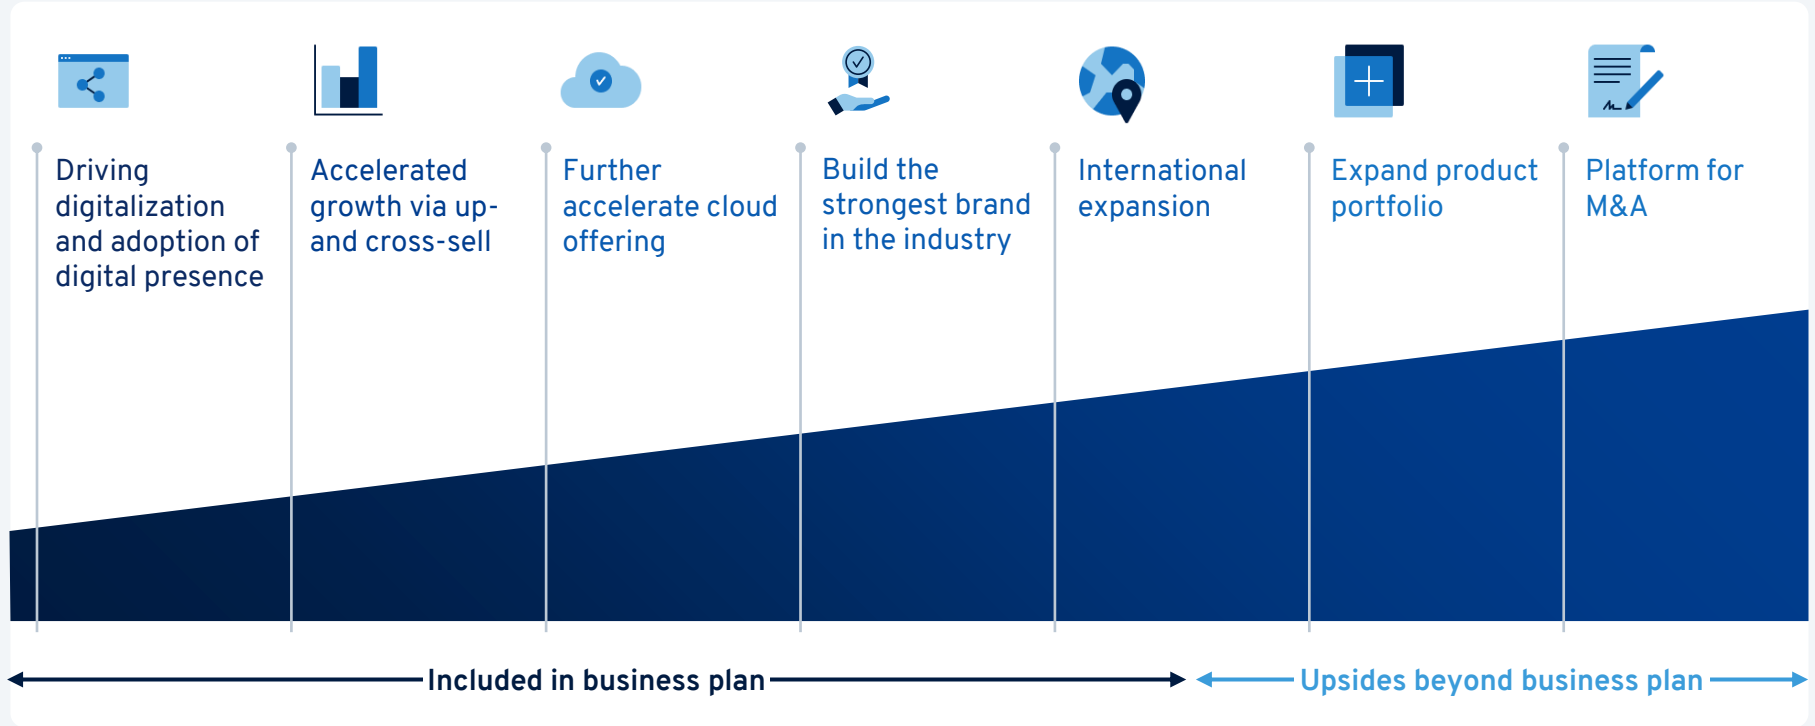 Driving
digitalization
and adoption of
digital presence
Accelerated
growth via up-
and cross-sell
Further
accelerate cloud
offering
Build the
strongest brand
in the industry
International
expansion
Expand product
portfolio
Platform for
M&A
Included in business plan
Upsides beyond business plan